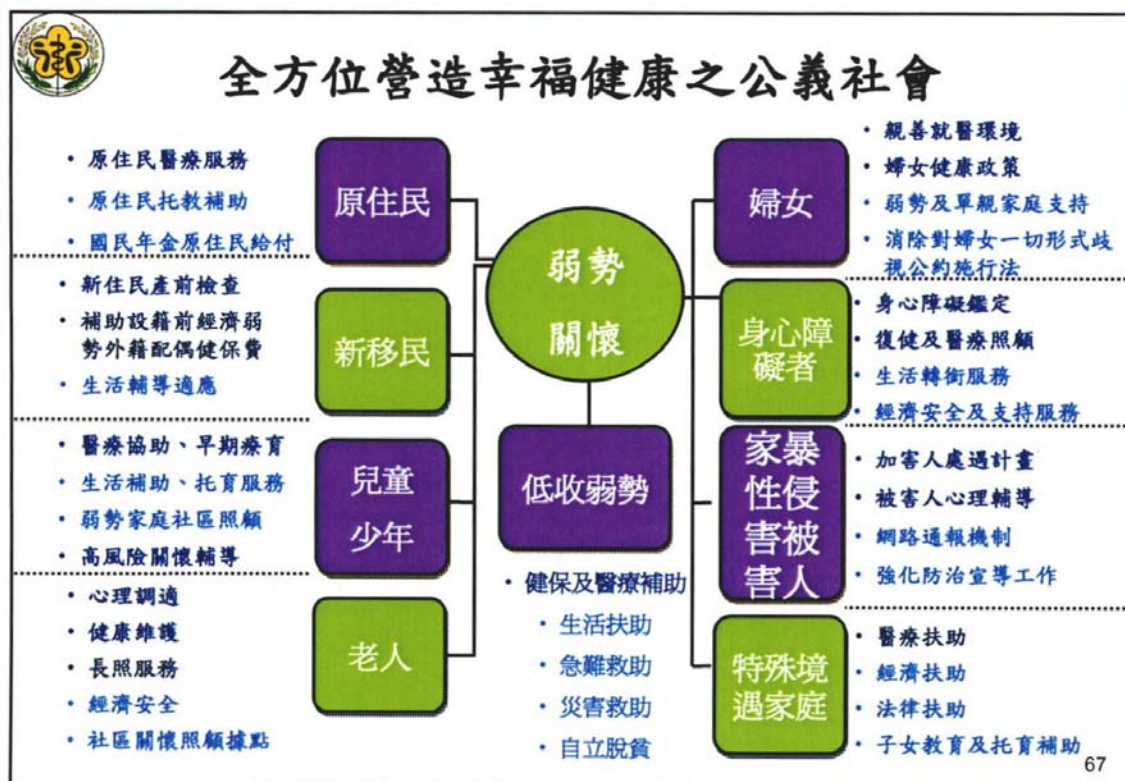 全方位營造幸福健康之公義社會
• 原住民醫療服務
• 原住民托教補助
• 國民年金原住民給付
原住民
• 新住民產前檢查
• 補助設籍前經濟弱
勢外籍配偶健保費
• 生活輔導適應
新移民
• 醫療協助、早期療育
• 生活補助、托育服務
• 弱勢家庭社區照顧
• 高風險關懷輔導
兒童
少年
• 心理調適
• 健康維護
• 長照服務
• 經濟安全
• 社區關懷照顧據點
老人
弱勢
關懷
低收弱勢
• 健保及醫療補助
• 生活扶助
• 急難救助
• 災害救助
• 自立脫貧
婦女
• 親善就醫環境
• 婦女健康政策
• 弱勢及單親家庭支持
• 消除對婦女一切形式歧
視公約施行法
身心障
礙者
• 身心障礙鑑定
• 復健及醫療照顧
• 生活轉銜服務
• 經濟安全及支持服務
家暴
性侵
害被
害人
• 加害人處遇計畫
• 被害人心理輔導
• 網路通報機制
• 強化防治宣導工作
特殊境
遇家庭
• 醫療扶助
• 經濟扶助
• 法律扶助
• 子女教育及托育補助
67